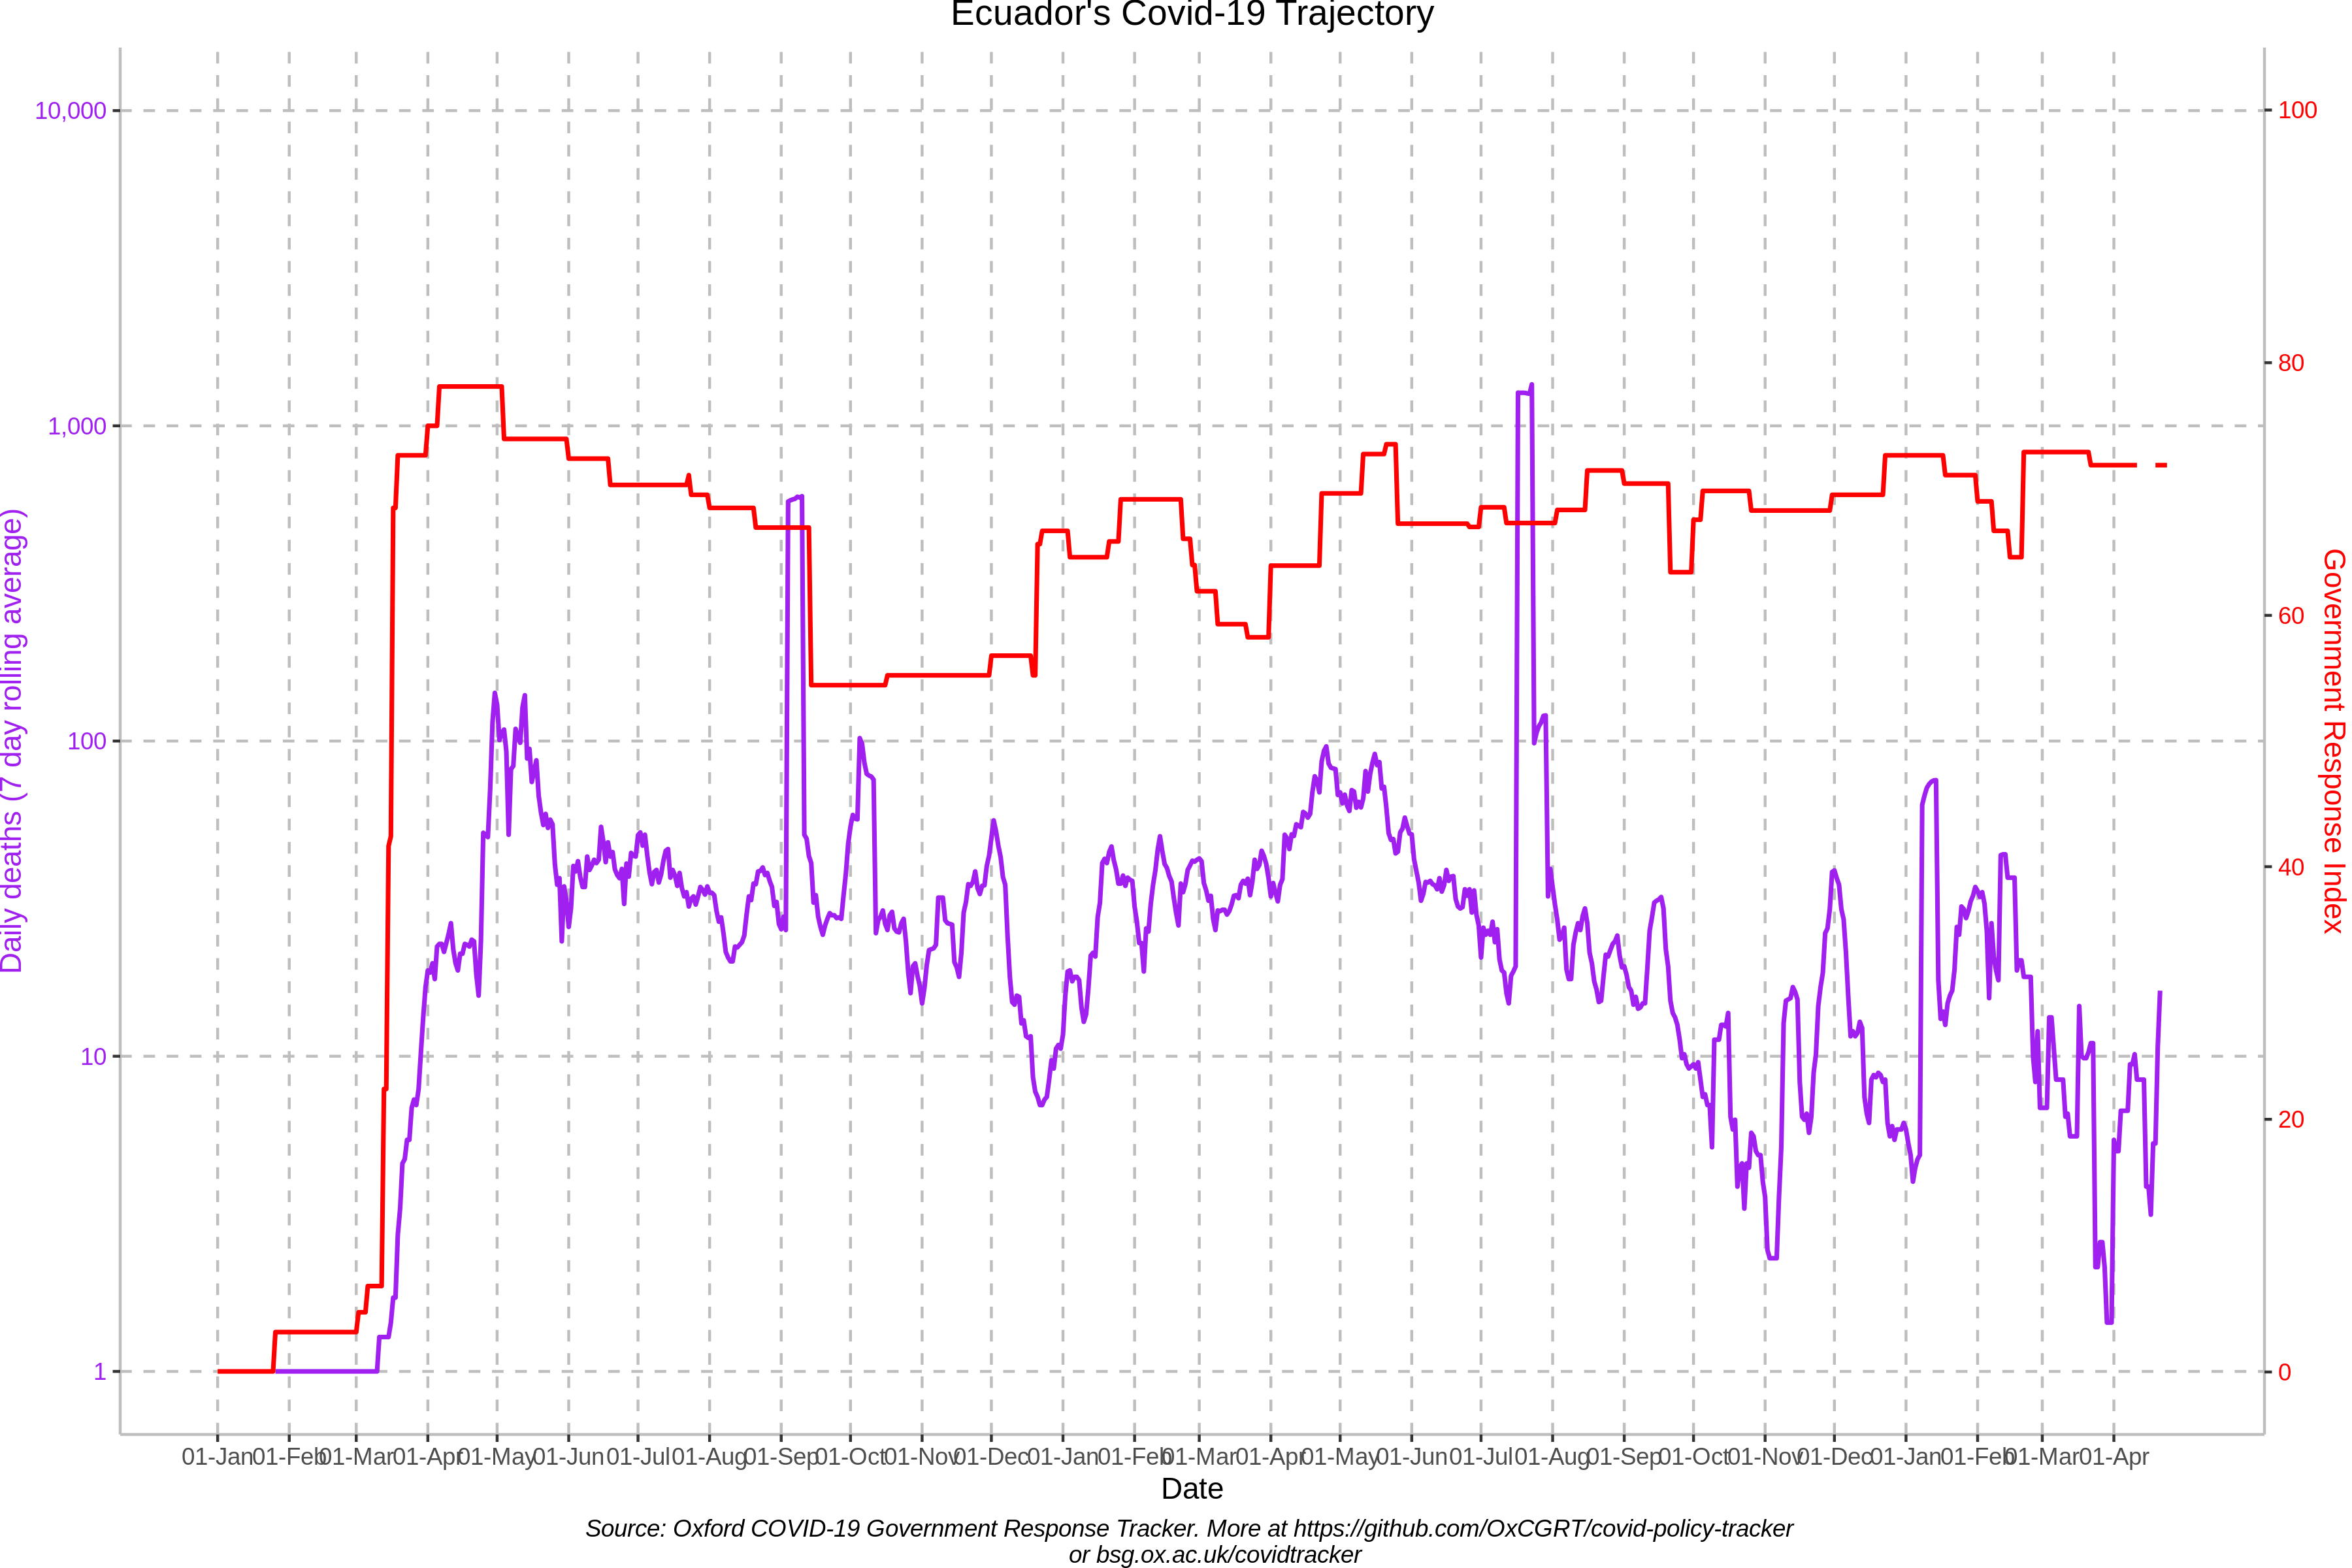 Ecuador's Covid-19 Trajectory
10,000
1,000
100
10
1
Daily deaths (7 day rolling average)
100
80
60
40
20
0
Government Response Index
01-Jan 01-Feb 01-Mar 01-Apr 01-May 01-Jun 01-Jul 01-Aug 01-Sep 01-Oct 01-Nov 01-Dec 01-Jan 01-Feb 01-Mar 01-Apr 01-May 01-Jun 01-Jul 01-Aug 01-Sep 01-Oct 01-Nov 01-Dec 01-Jan 01-Feb 01-Mar 01-Apr
Date
Source: Oxford COVID-19 Government Response Tracker. More at https://github.com/OxCGRT/covid-policy-tracker
or bsg.ox.ac.uk/covidtracker